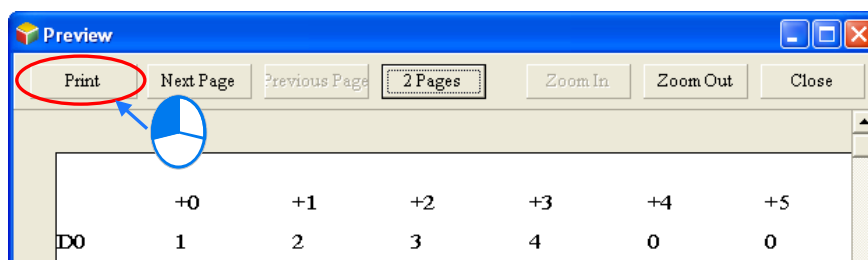 Preview
Print Next Page Previous Page 2 Pages Zoom In Zoom Out Close
+0 +1 +2 +3 +4 +5
D0 1 2 3 4 0 0